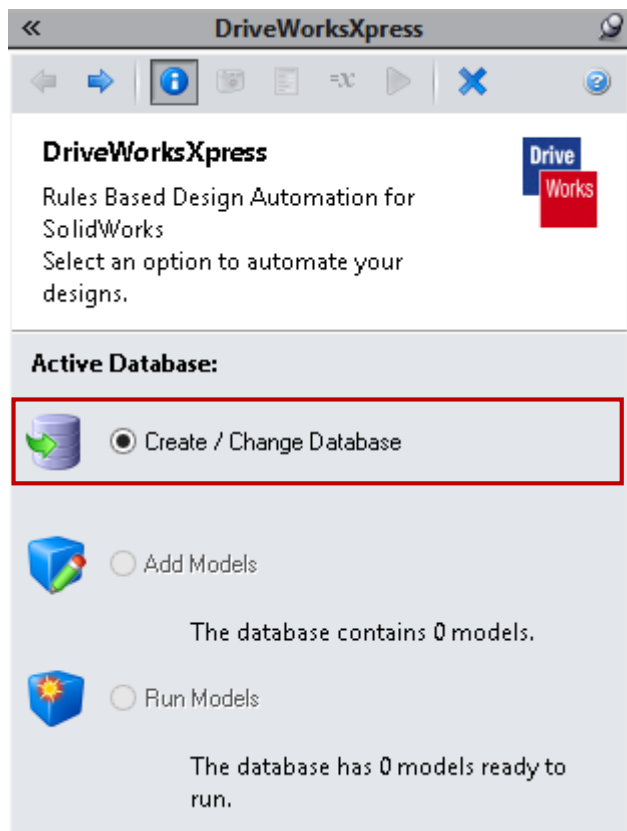 «
DriveWorksXpress
=x
DriveWorksXpress
Drive
Works
Rules Based Design Automation for
SolidWorks
Select an option to automate your
designs.
Active Database:
Create / Change Database
Add Models
The database contains 0 models.
Run Models
The database has 0 models ready to
run.